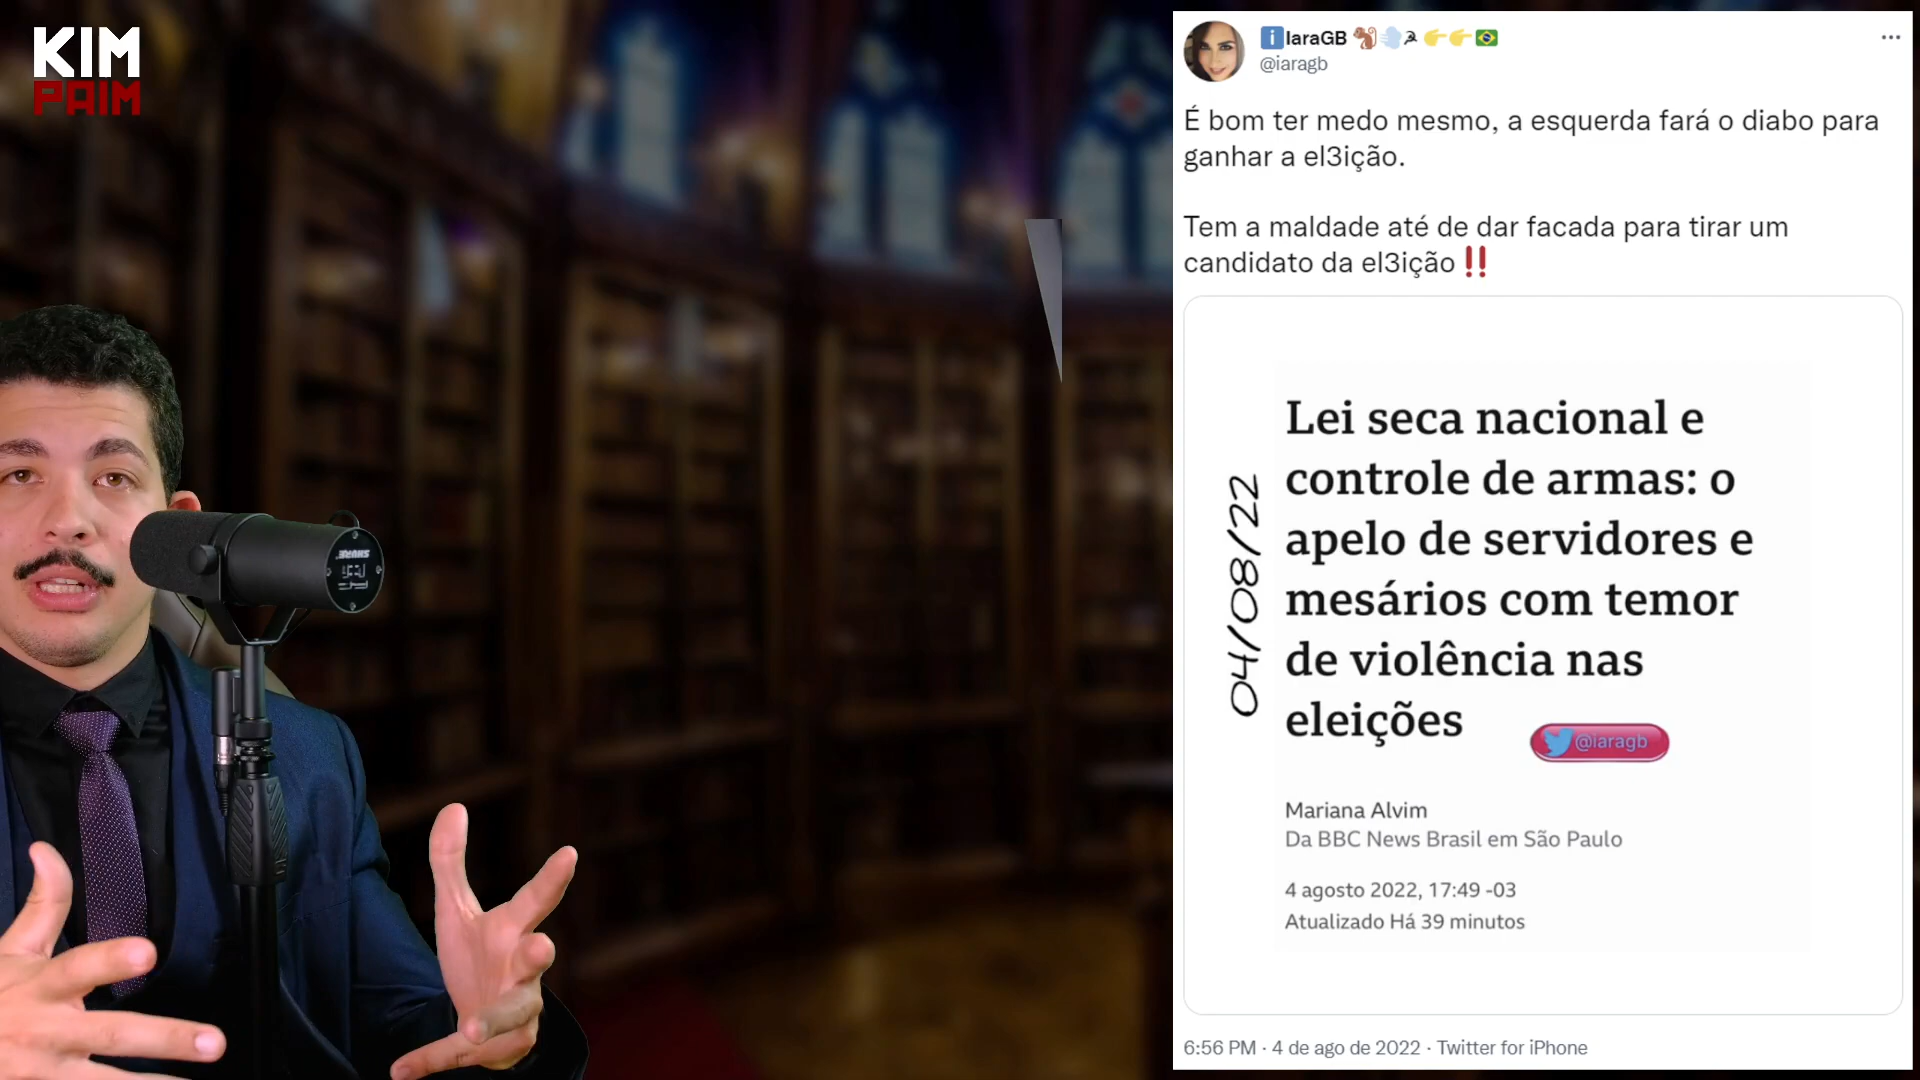 KIM
PAIM
IaraGB
@iaragb
É bom ter medo mesmo, a esquerda fará o diabo para
ganhar a el3ição.
Tem a maldade até de dar facada para tirar um
candidato da el3ição‼
04/08/22
Lei seca nacional e
controle de armas: o
apelo de servidores e
mesários com temor
de violência nas
eleições
@iaragb
Mariana Alvim
Da BBC News Brasil em São Paulo
4 agosto 2022, 17:49 -03
Atualizado Há 39 minutos
6:56 PM · 4 de ago de 2022 · Twitter for iPhone